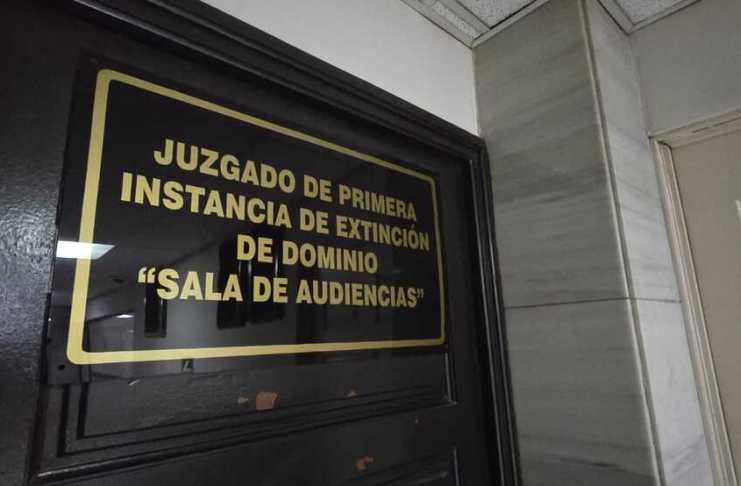 JUZGADO DE PRIMERA
INSTANCIA DE EXTINCIÓN
DE DOMINIO
“SALA DE AUDIENCIAS”